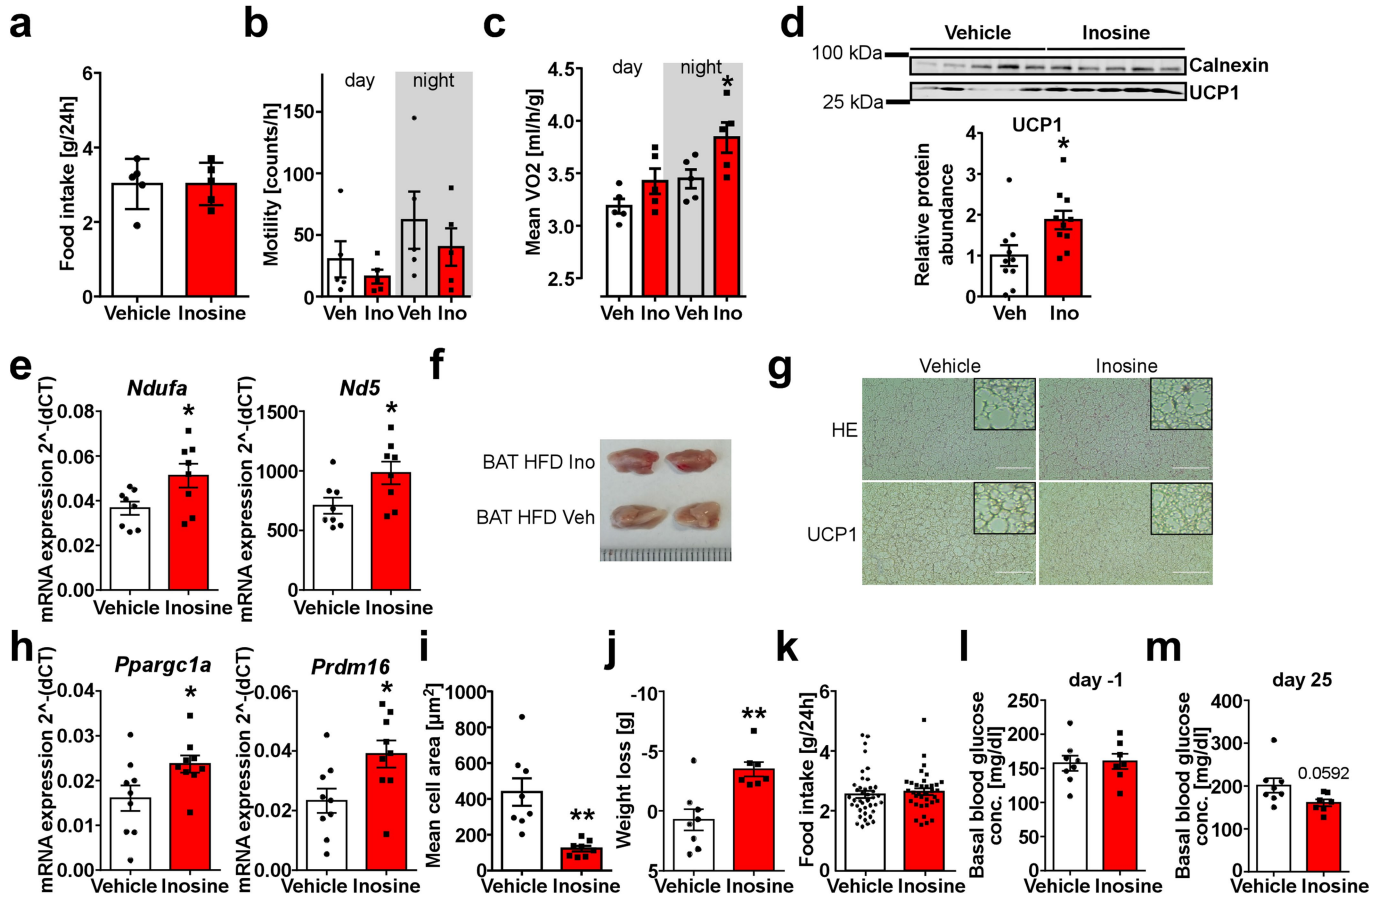 a
Food intake [g/24h]
6
4
2
0
Vehicle Inosine
b
Motility [counts/h]
150
100
50
0
day
night
Veh Ino Veh Ino
c
Mean VO2 [ml/h/g]
4.5
4.0
3.5
3.0
2.5
day
night
*
Veh Ino Veh Ino
d
Vehicle
Inosine
100 kDa
Calnexin
25 kDa
UCP1
UCP1
Relative protein
abundance
4
3
2
1
0
*
Veh Ino
e
Ndufa
mRNA expression 2^-(dCT)
0.08
0.06
0.04
0.02
0.00
*
Vehicle Inosine
Nd5
mRNA expression 2^-(dCT)
1500
1000
500
0
*
Vehicle Inosine
f
BAT HFD Ino
BAT HFD Veh
g
Vehicle
Inosine
HE
UCP1
h
Ppargc1a
mRNA expression 2^-(dCT)
0.04
0.03
0.02
0.01
0.00
*
Vehicle Inosine
Prdm16
mRNA expression 2^-(dCT)
0.06
0.04
0.02
0.00
*
Vehicle Inosine
i
Mean cell area [µm²]
1000
800
600
400
200
0
**
Vehicle Inosine
j
Weight loss [g]
-10
-5
0
5
**
Vehicle Inosine
k
Food intake [g/24h]
6
4
2
0
Vehicle Inosine
l
day -1
Basal blood glucose
conc. [mg/dl]
250
200
150
100
50
0
Vehicle Inosine
m
day 25
Basal blood glucose
conc. [mg/dl]
400
300
200
100
0
0.0592
Vehicle Inosine